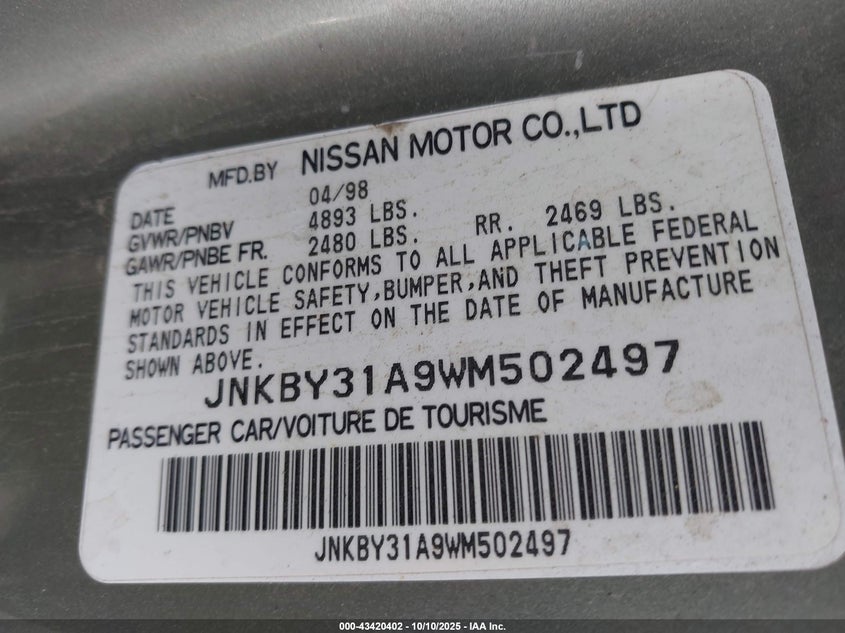 MFD.BY NISSAN MOTOR CO.,LTD
DATE 04/98
GVWR/PNBV 4893 LBS.
GAWR/PNBE FR. 2480 LBS. RR. 2469 LBS.
THIS VEHICLE CONFORMS TO ALL APPLICABLE FEDERAL
MOTOR VEHICLE SAFETY,BUMPER,AND THEFT PREVENTION
STANDARDS IN EFFECT ON THE DATE OF MANUFACTURE
SHOWN ABOVE.
JNKBY31A9WM502497
PASSENGER CAR/VOITURE DE TOURISME
JNKBY31A9WM502497
000-43420402 - 10/10/2025 - IAA Inc.